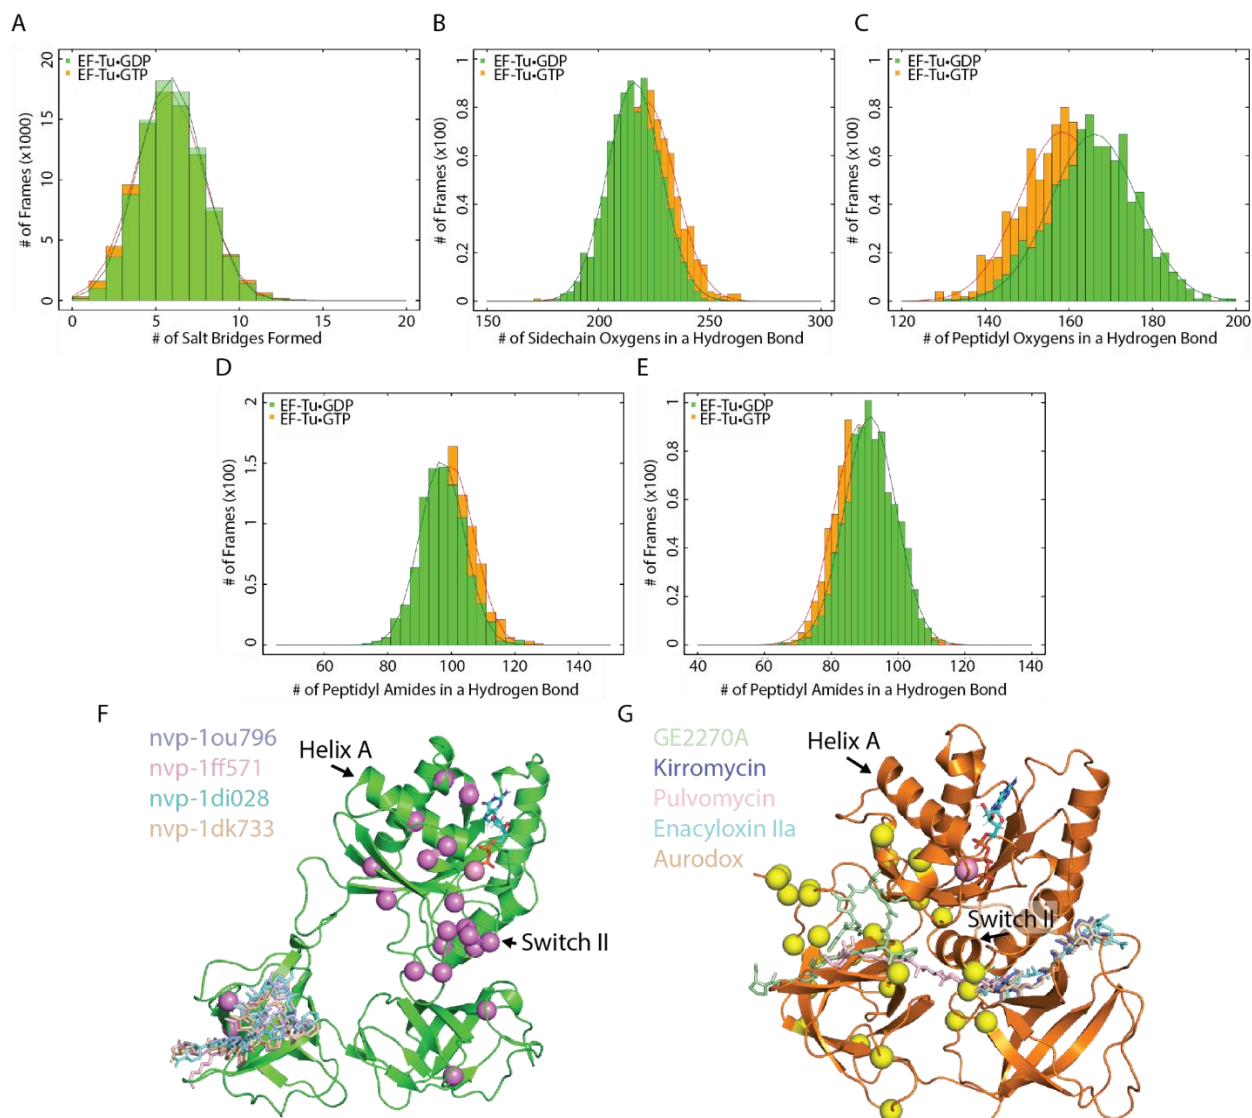 A
EF-Tu•GDP
EF-Tu•GTP
# of Frames (x1000)
20
15
10
5
0
0 5 10 15 20
# of Salt Bridges Formed
B
EF-Tu•GDP
EF-Tu•GTP
# of Frames (x100)
1
0.8
0.6
0.4
0.2
0
150 200 250 300
# of Sidechain Oxygens in a Hydrogen Bond
C
EF-Tu•GDP
EF-Tu•GTP
# of Frames (x100)
1
0.8
0.6
0.4
0.2
0
120 140 160 180 200
# of Peptidyl Oxygens in a Hydrogen Bond
D
EF-Tu•GDP
EF-Tu•GTP
# of Frames (x100)
2
1.5
1
0.5
0
60 80 100 120 140
# of Peptidyl Amides in a Hydrogen Bond
E
EF-Tu•GDP
EF-Tu•GTP
# of Frames (x100)
1
0.8
0.6
0.4
0.2
0
40 60 80 100 120 140
# of Peptidyl Amides in a Hydrogen Bond
F
nvp-1ou796
nvp-1ff571
nvp-1di028
nvp-1dk733
Helix A
Switch II
G
GE2270A
Kirromycin
Pulvomycin
Enacyloxin IIa
Aurodox
Helix A
Switch II